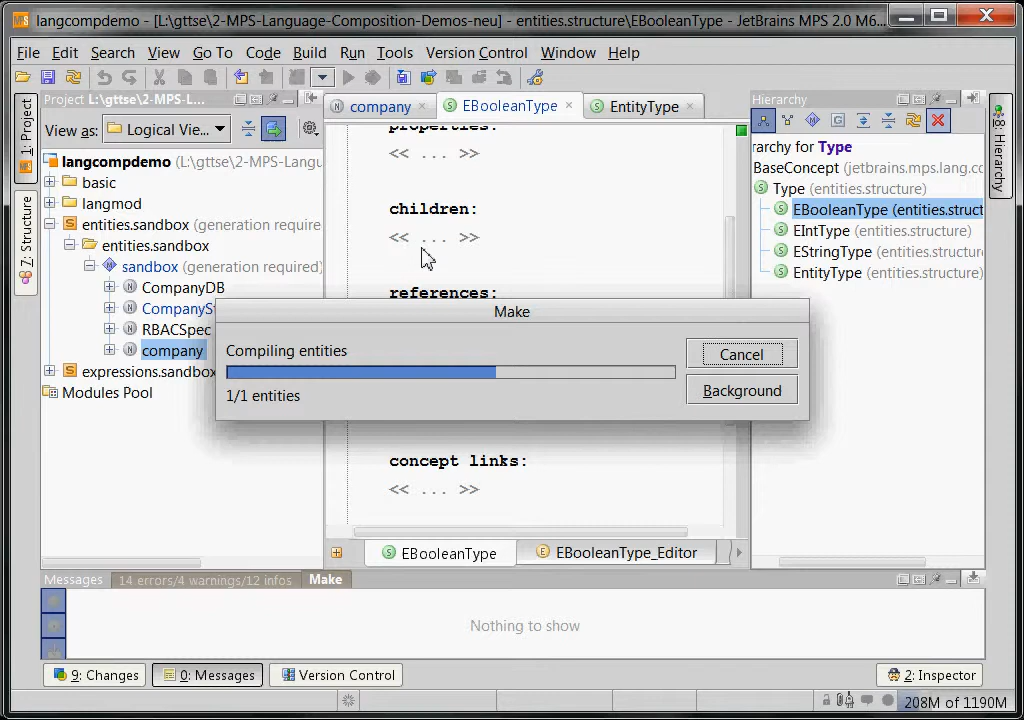 langcompdemo - [L:\gttse\2-MPS-Language-Composition-Demos-neu] - entities.structure\EBooleanType - JetBrains MPS 2.0 M6...
File Edit Search View Go To Code Build Run Tools Version Control Window Help
Project L:\gttse\2-MPS-L...
company EBooleanType EntityType
Hierarchy
1: Project
View as: Logical Vie...
properties:
<< ... >>
rarchy for Type
langcompdemo (L:\gttse\2-MPS-Langu
BaseConcept (jetbrains.mps.lang.cc
basic
Type (entities.structure)
langmod
children:
EBooleanType (entities.struct
entities.sandbox (generation require
<< ... >>
EIntType (entities.structure)
entities.sandbox
EStringType (entities.structure)
sandbox (generation required)
EntityType (entities.structure)
8: Hierarchy
Z: Structure
CompanyDB
references:
CompanySt
RBACSpec
company
expressions.sandbox
Modules Pool
Make
Compiling entities
1/1 entities
Cancel
Background
concept links:
<< ... >>
EBooleanType EBooleanType_Editor
Messages 14 errors/4 warnings/12 infos Make
Nothing to show
9: Changes 0: Messages Version Control 2: Inspector
208M of 1190M